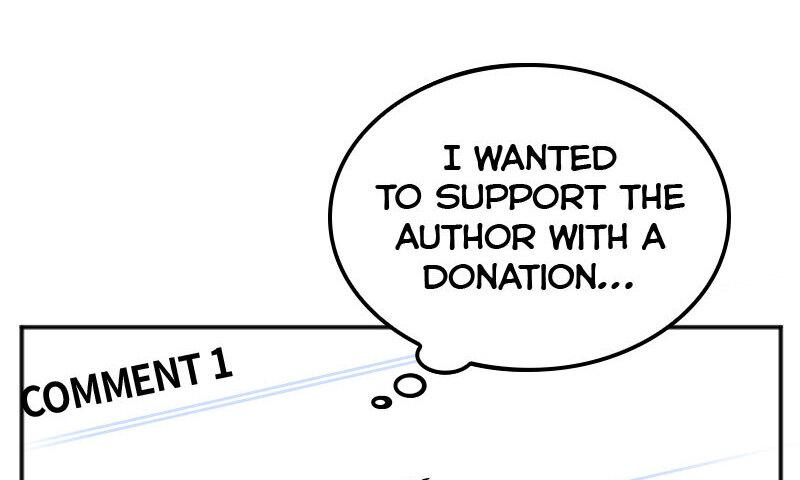 I WANTED
TO SUPPORT THE
AUTHOR WITH A
DONATION...
COMMENT 1